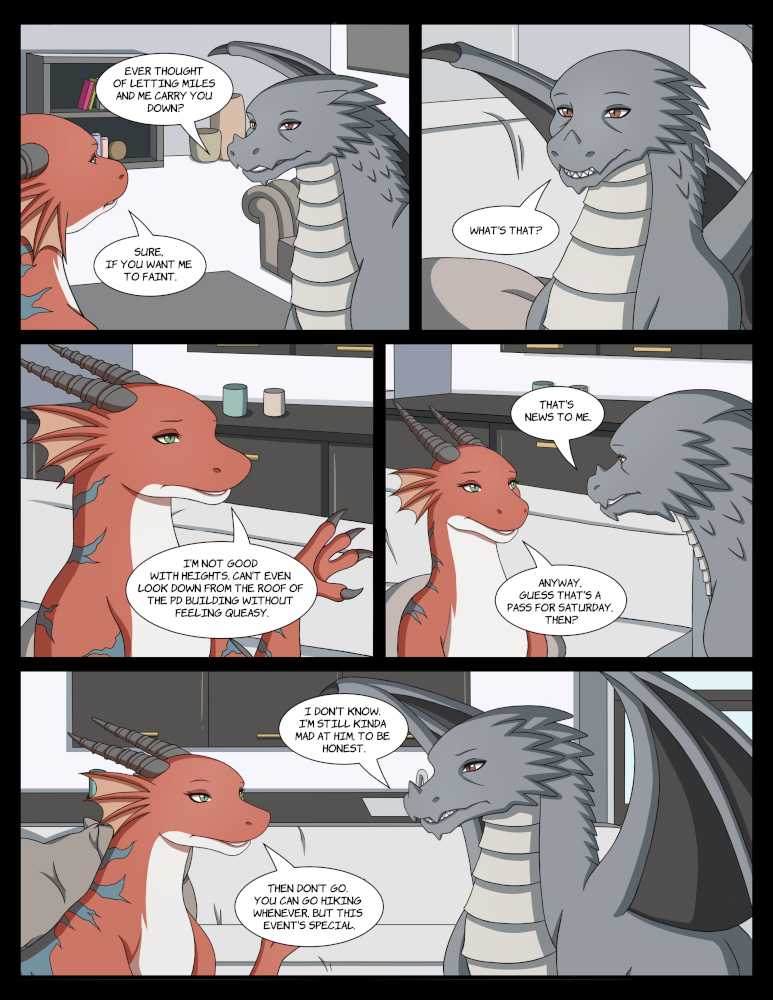 EVER THOUGHT
OF LETTING MILES
AND ME CARRY YOU
DOWN?
SURE,
IF YOU WANT ME
TO FAINT.
WHAT'S THAT?
I'M NOT GOOD
WITH HEIGHTS. CAN'T EVEN
LOOK DOWN FROM THE ROOF OF
THE PD BUILDING WITHOUT
FEELING QUEASY.
THAT'S
NEWS TO ME.
ANYWAY,
GUESS THAT'S A
PASS FOR SATURDAY,
THEN?
I DON'T KNOW.
I'M STILL KINDA
MAD AT HIM, TO BE
HONEST.
THEN DON'T GO.
YOU CAN GO HIKING
WHENEVER, BUT THIS
EVENT'S SPECIAL.